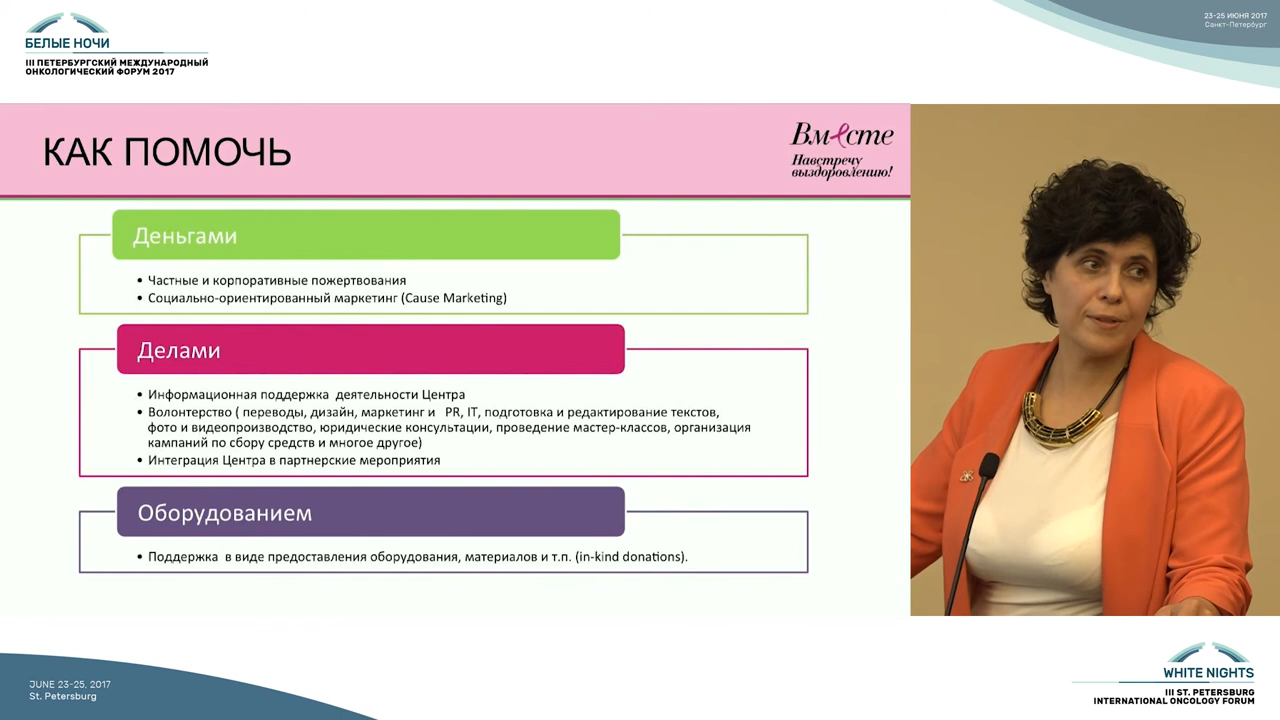 БЕЛЫЕ НОЧИ
III ПЕТЕРБУРГСКИЙ МЕЖДУНАРОДНЫЙ
ОНКОЛОГИЧЕСКИЙ ФОРУМ 2017
23-25 ИЮНЯ 2017
Санкт-Петербург
КАК ПОМОЧЬ
Вместе
Навстречу
выздоровлению!
Деньгами
• Частные и корпоративные пожертвования
• Социально-ориентированный маркетинг (Cause Marketing)
Делами
• Информационная поддержка деятельности Центра
• Волонтерство ( переводы, дизайн, маркетинг и PR, IT, подготовка и редактирование текстов,
фото и видеопроизводство, юридические консультации, проведение мастер-классов, организация
кампаний по сбору средств и многое другое)
• Интеграция Центра в партнерские мероприятия
Оборудованием
• Поддержка в виде предоставления оборудования, материалов и т.п. (in-kind donations).
JUNE 23-25, 2017
St. Petersburg
WHITE NIGHTS
III ST. PETERSBURG
INTERNATIONAL ONCOLOGY FORUM